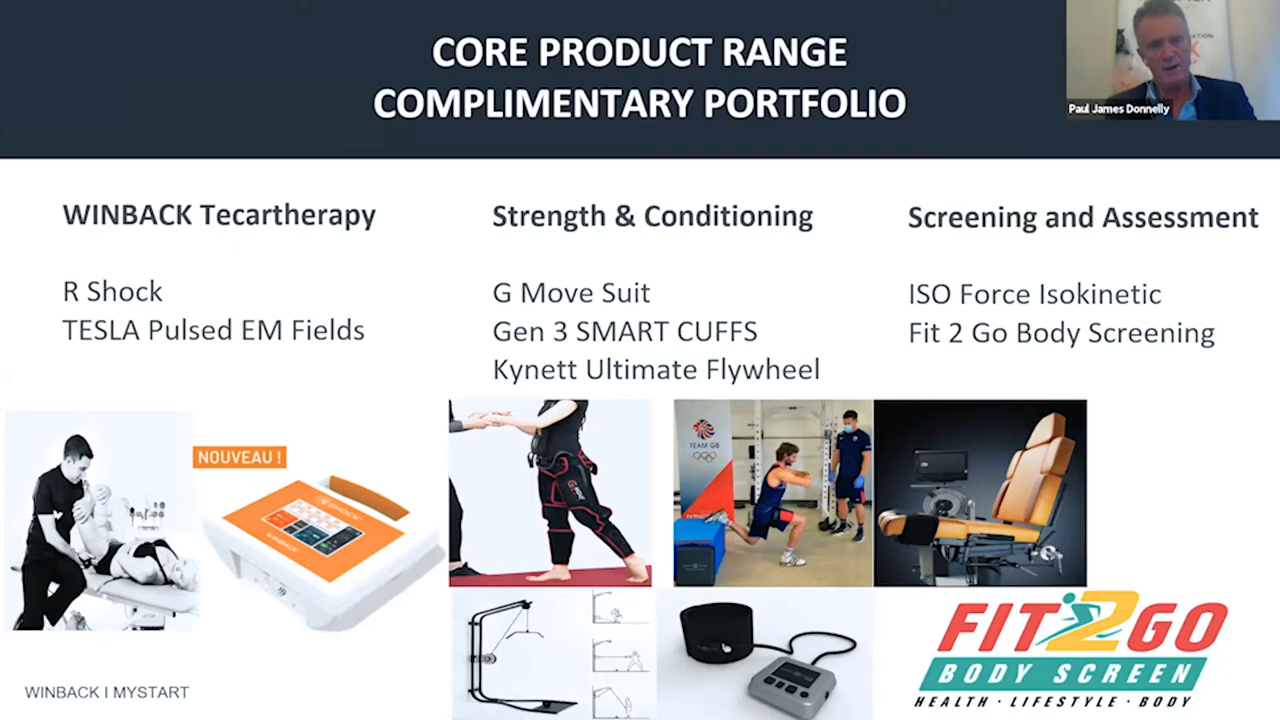 CORE PRODUCT RANGE
COMPLIMENTARY PORTFOLIO
Paul James Donnelly
WINBACK Tecartherapy
R Shock
TESLA Pulsed EM Fields
Strength & Conditioning
G Move Suit
Gen 3 SMART CUFFS
Kynett Ultimate Flywheel
Screening and Assessment
ISO Force Isokinetic
Fit 2 Go Body Screening
NOUVEAU !
WINBACK
TEAM GB
FIT2GO
BODY SCREEN
HEALTH · LIFESTYLE · BODY
WINBACK I MYSTART